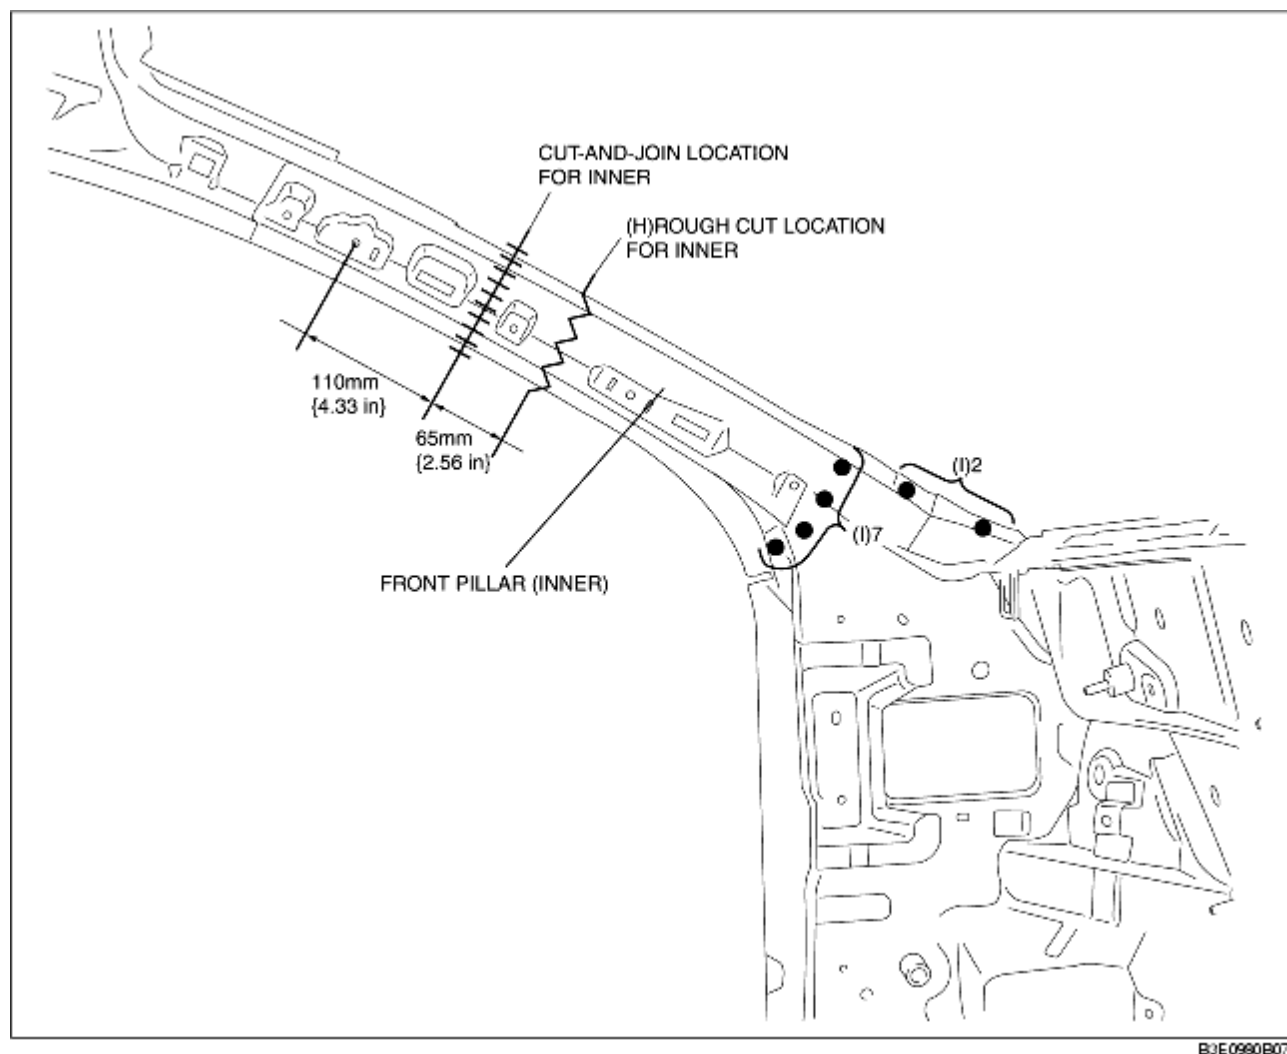 CUT-AND-JOIN LOCATION
FOR INNER
(H)ROUGH CUT LOCATION
FOR INNER
110mm
{4.33 in}
65mm
{2.56 in}
(I)2
(I)7
FRONT PILLAR (INNER)
B3E0980B07